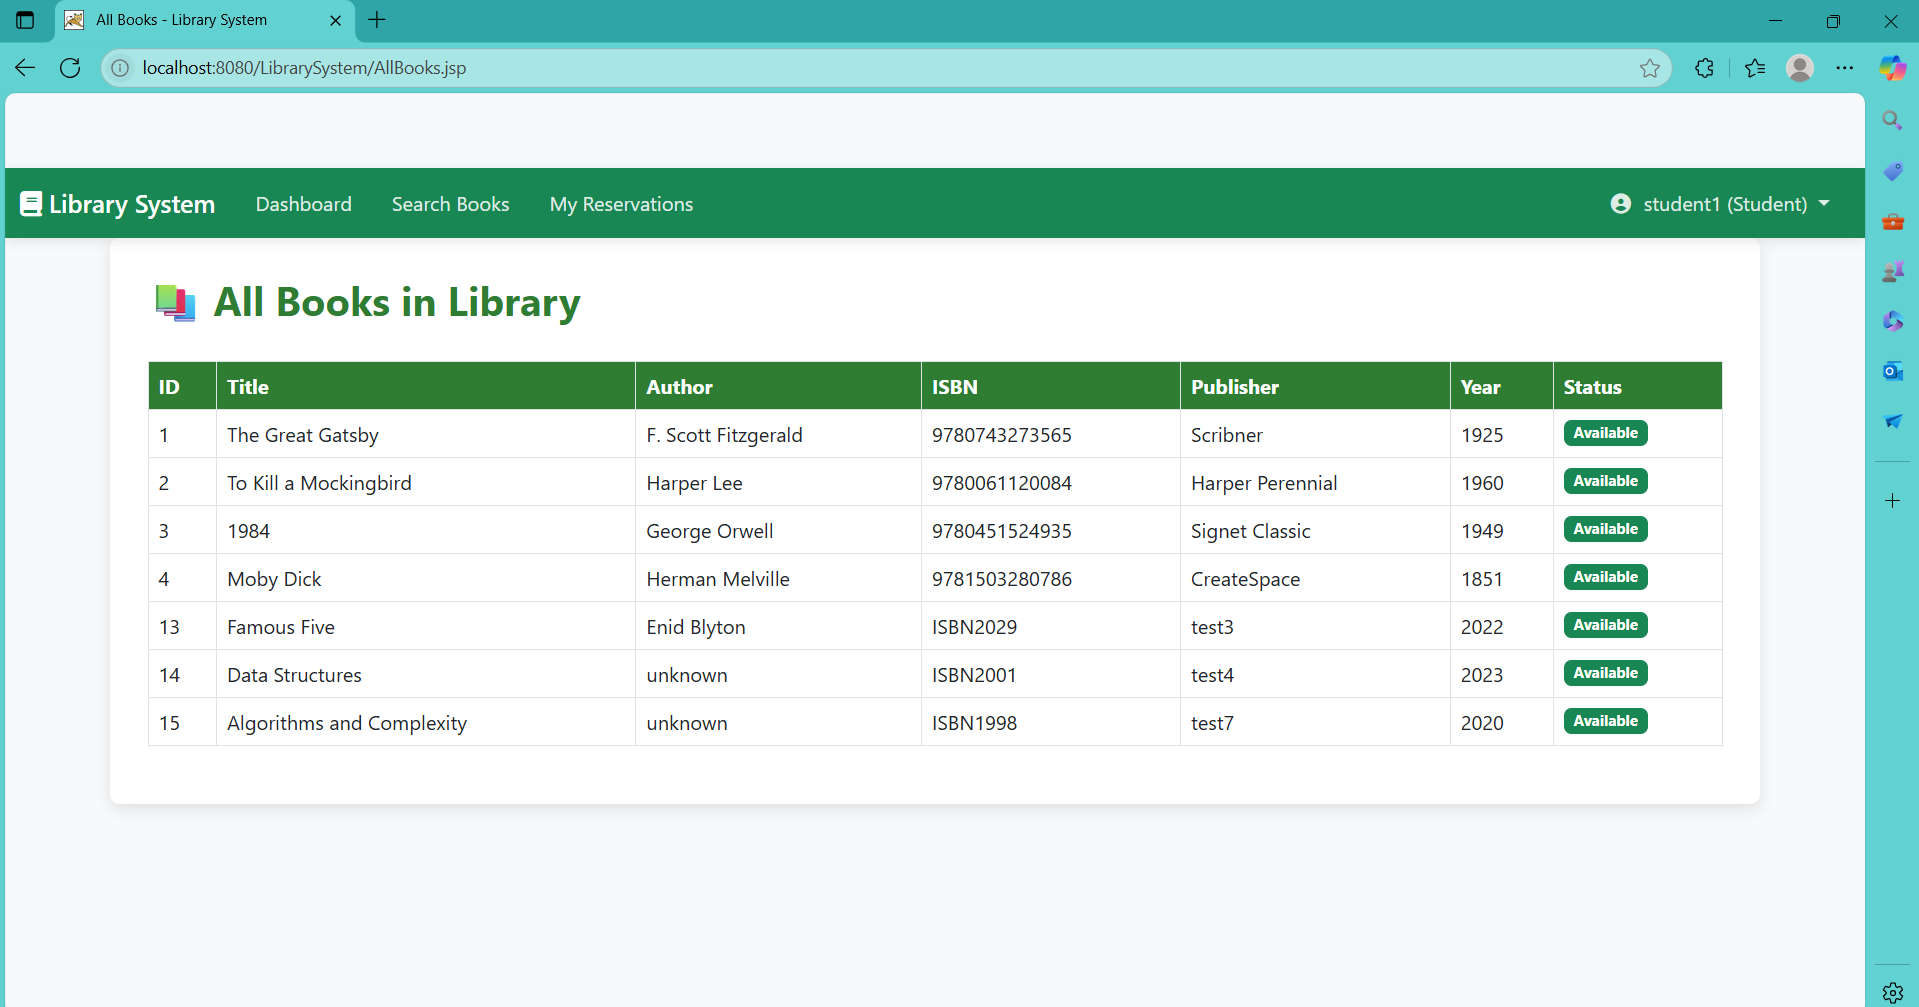 All Books - Library System
localhost:8080/LibrarySystem/AllBooks.jsp
Library System Dashboard Search Books My Reservations student1 (Student)
All Books in Library
ID Title Author ISBN Publisher Year Status
1 The Great Gatsby F. Scott Fitzgerald 9780743273565 Scribner 1925 Available
2 To Kill a Mockingbird Harper Lee 9780061120084 Harper Perennial 1960 Available
3 1984 George Orwell 9780451524935 Signet Classic 1949 Available
4 Moby Dick Herman Melville 9781503280786 CreateSpace 1851 Available
13 Famous Five Enid Blyton ISBN2029 test3 2022 Available
14 Data Structures unknown ISBN2001 test4 2023 Available
15 Algorithms and Complexity unknown ISBN1998 test7 2020 Available